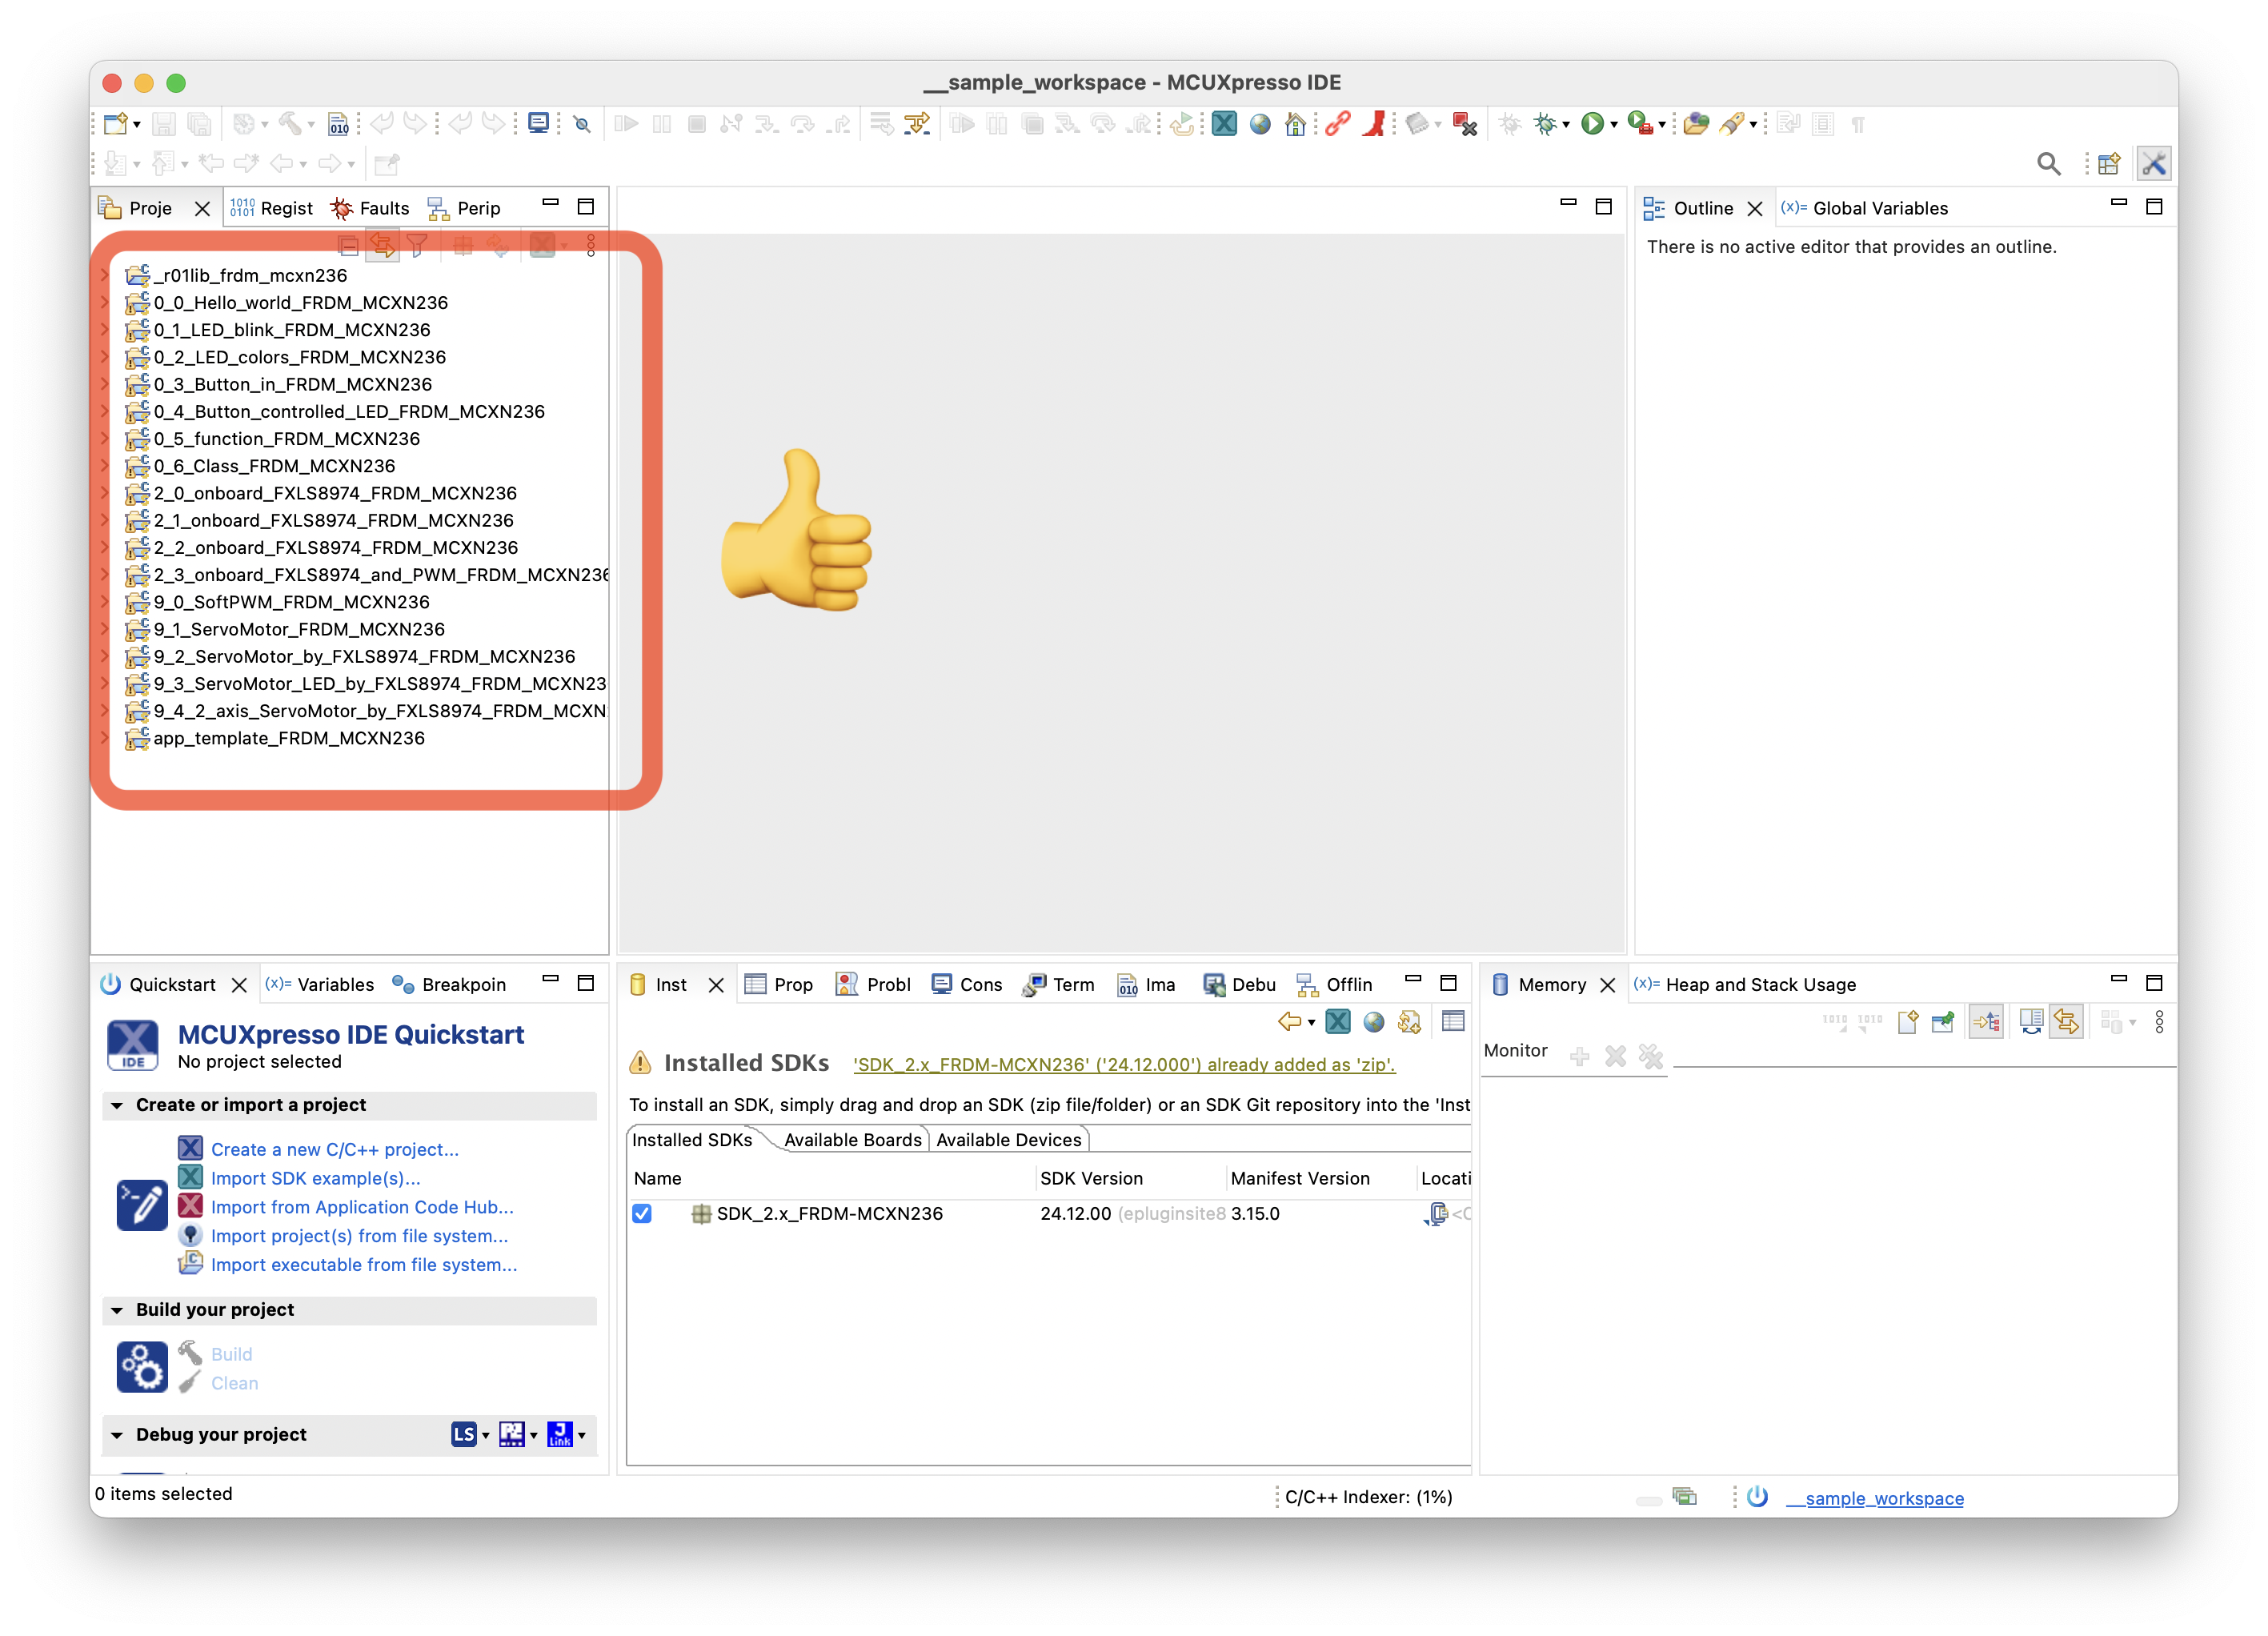 __sample_workspace - MCUXpresso IDE
Proje
Regist
Faults
Perip
_r01lib_frdm_mcxn236
0_0_Hello_world_FRDM_MCXN236
0_1_LED_blink_FRDM_MCXN236
0_2_LED_colors_FRDM_MCXN236
0_3_Button_in_FRDM_MCXN236
0_4_Button_controlled_LED_FRDM_MCXN236
0_5_function_FRDM_MCXN236
0_6_Class_FRDM_MCXN236
2_0_onboard_FXLS8974_FRDM_MCXN236
2_1_onboard_FXLS8974_FRDM_MCXN236
2_2_onboard_FXLS8974_FRDM_MCXN236
2_3_onboard_FXLS8974_and_PWM_FRDM_MCXN236
9_0_SoftPWM_FRDM_MCXN236
9_1_ServoMotor_FRDM_MCXN236
9_2_ServoMotor_by_FXLS8974_FRDM_MCXN236
9_3_ServoMotor_LED_by_FXLS8974_FRDM_MCXN23
9_4_2_axis_ServoMotor_by_FXLS8974_FRDM_MCXN
app_template_FRDM_MCXN236
Outline
(x)= Global Variables
There is no active editor that provides an outline.
Quickstart
(x)= Variables
Breakpoin
IDE
MCUXpresso IDE Quickstart
No project selected
Create or import a project
Create a new C/C++ project...
Import SDK example(s)...
Import from Application Code Hub...
Import project(s) from file system...
Import executable from file system...
Build your project
Build
Clean
Debug your project
LS
J Link
Inst
Prop
Probl
Cons
Term
Ima
Debu
Offlin
Installed SDKs
'SDK_2.x_FRDM-MCXN236' ('24.12.000') already added as 'zip'.
To install an SDK, simply drag and drop an SDK (zip file/folder) or an SDK Git repository into the 'Inst
Installed SDKs
Available Boards
Available Devices
Name
SDK Version
Manifest Version
Locati
SDK_2.x_FRDM-MCXN236
24.12.00 (epluginsite8
3.15.0
<C
Memory
(x)= Heap and Stack Usage
Monitor
0 items selected
C/C++ Indexer: (1%)
__sample_workspace